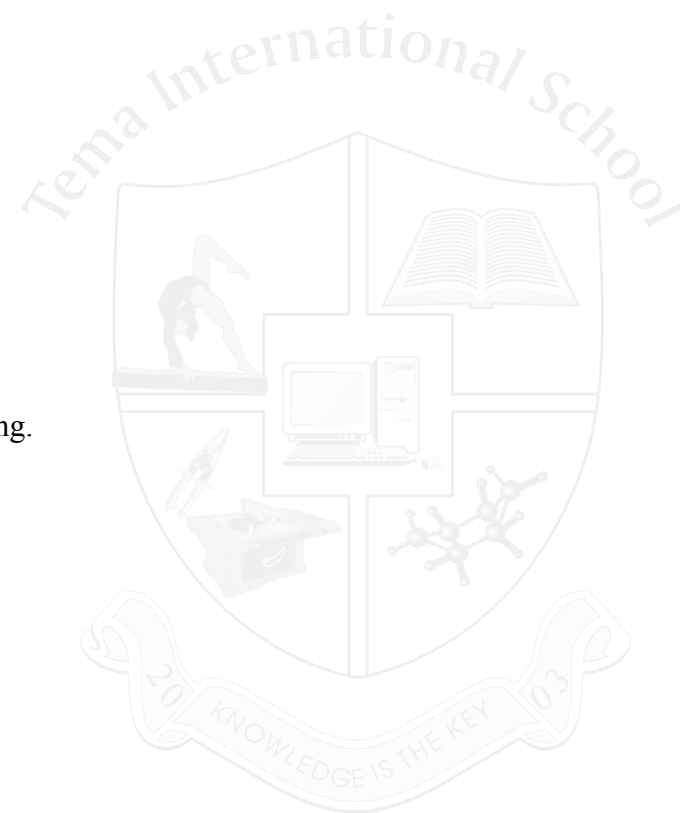 Tema International School
ng.
20 KNOWLEDGE IS THE KEY 03